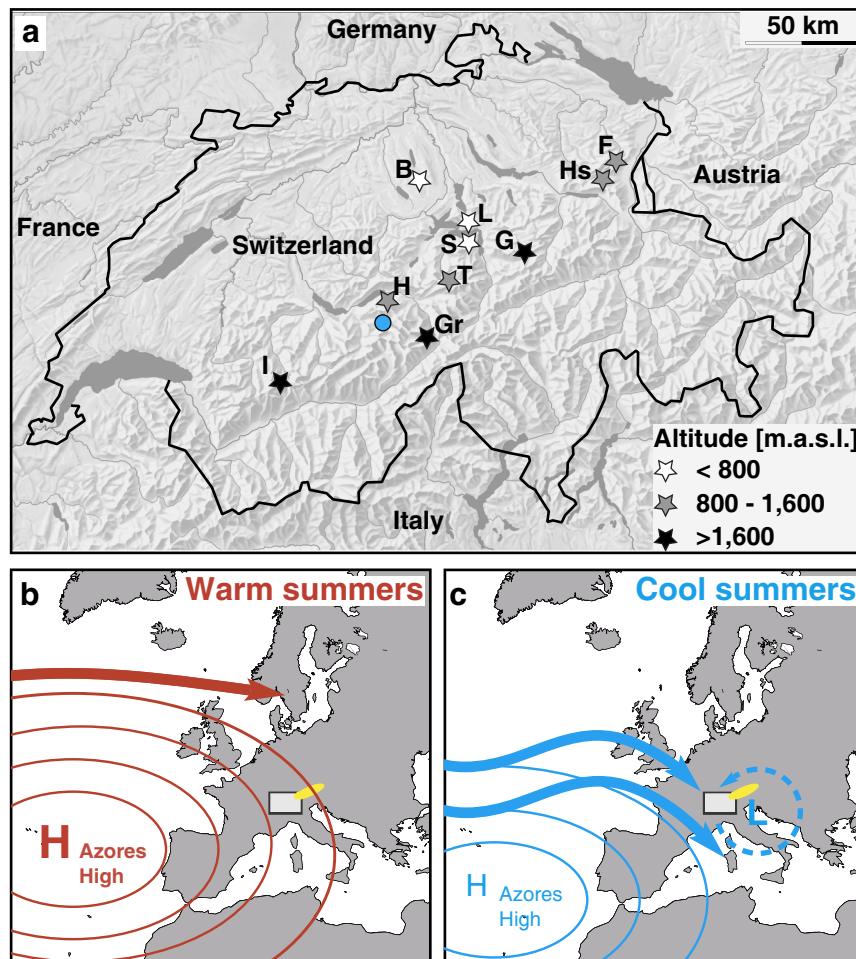 a
Germany
50 km
F
B
Hs
Austria
France
L
Switzerland
S
G
H
T
Gr
I
Altitude [m.a.s.l.]
< 800
800 - 1,600
>1,600
Italy
b
Warm summers
H Azores
High
c
Cool summers
L
H Azores
High